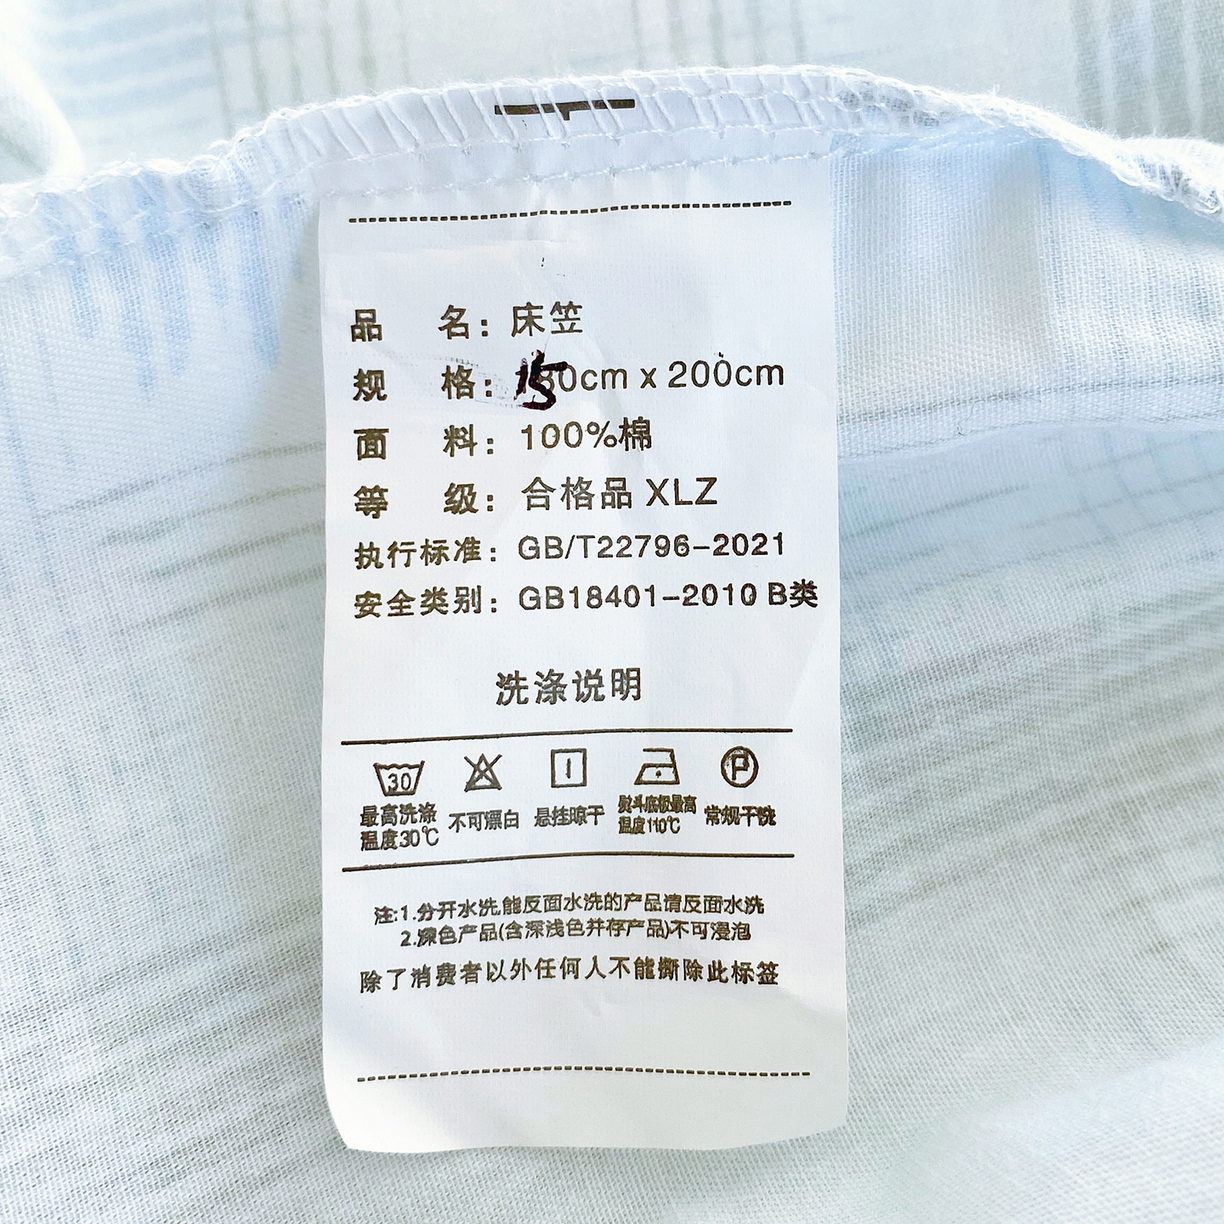 品 名：床笠
规 格：150cm x 200cm
面 料：100%棉
等 级：合格品 XLZ
执行标准：GB/T22796-2021
安全类别：GB18401-2010 B类
洗涤说明
30 P
最高洗涤 不可漂白 悬挂晾干 熨斗底板最高 常规干洗
温度30℃ 温度110℃
注:1.分开水洗,能反面水洗的产品请反面水洗
2.深色产品(含深浅色并存产品)不可浸泡
除了消费者以外任何人不能撕除此标签